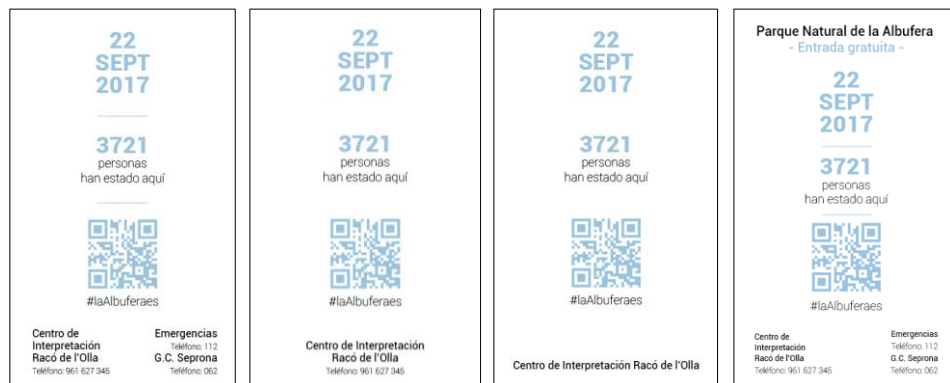 22
SEPT
2017
3721
personas
han estado aquí
#laAlbuferaes
Centro de
Interpretación
Racó de l'Olla
Teléfono: 961 627 345
Emergencias
Teléfono: 112
G.C. Seprona
Teléfono: 062
22
SEPT
2017
3721
personas
han estado aquí
#laAlbuferaes
Centro de Interpretación
Racó de l'Olla
Teléfono: 961 627 345
22
SEPT
2017
3721
personas
han estado aquí
#laAlbuferaes
Centro de Interpretación Racó de l'Olla
Parque Natural de la Albufera
- Entrada gratuita -
22
SEPT
2017
3721
personas
han estado aquí
#laAlbuferaes
Centro de
Interpretación
Racó de l'Olla
Teléfono: 961 627 345
Emergencias
Teléfono: 112
G.C. Seprona
Teléfono: 062